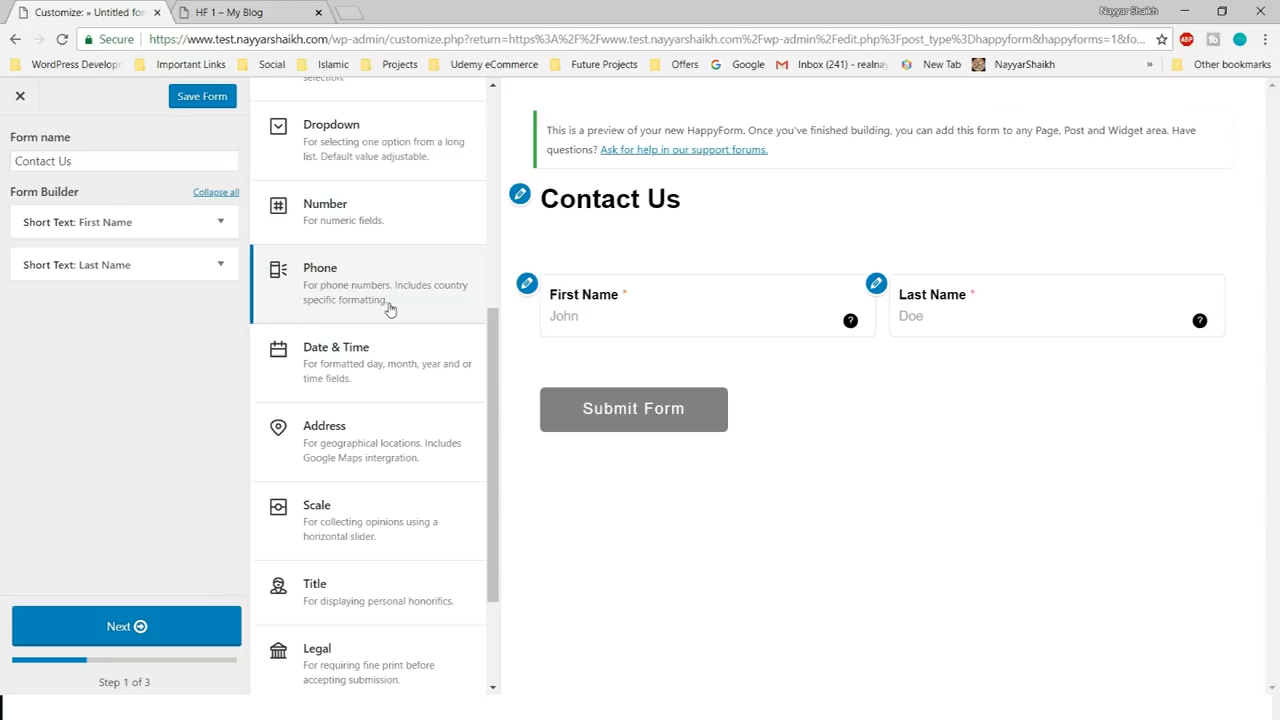 Customize: » Untitled for
HF 1 – My Blog
Nayyar Shaikh
Secure
https://www.test.nayyarshaikh.com/wp-admin/customize.php?return=https%3A%2F%2Fwww.test.nayyarshaikh.com%2Fwp-admin%2Fedit.php%3Fpost_type%3Dhappyform&happyforms=1&fo...
WordPress Develop
Important Links
Social
Islamic
Projects
Udemy eCommerce
Future Projects
Offers
Google
Inbox (241) - realnay
New Tab
NayyarShaikh
»
Other bookmarks
Save Form
Form name
Contact Us
Form Builder
Collapse all
Short Text: First Name
Short Text: Last Name
Next
Step 1 of 3
selection.
Dropdown
For selecting one option from a long
list. Default value adjustable.
Number
For numeric fields.
Phone
For phone numbers. Includes country
specific formatting.
Date & Time
For formatted day, month, year and or
time fields.
Address
For geographical locations. Includes
Google Maps intergration.
Scale
For collecting opinions using a
horizontal slider.
Title
For displaying personal honorifics.
Legal
For requiring fine print before
accepting submission.
This is a preview of your new HappyForm. Once you've finished building, you can add this form to any Page, Post and Widget area. Have
questions? Ask for help in our support forums.
Contact Us
First Name *
John
?
Last Name *
Doe
?
Submit Form